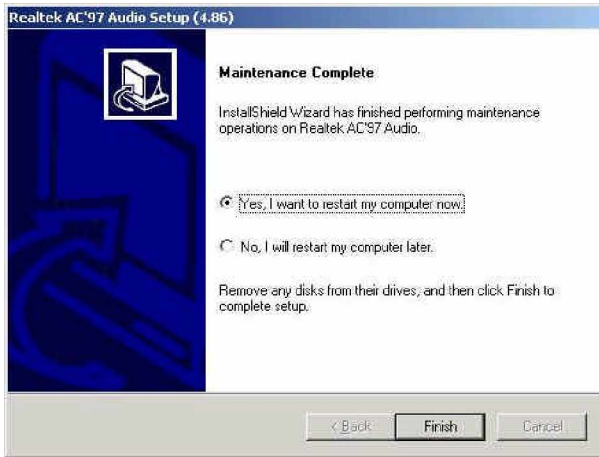 Realtek AC'97 Audio Setup (4.86)
Maintenance Complete
InstallShield Wizard has finished performing maintenance
operations on Realtek AC'97 Audio.
Yes, I want to restart my computer now.
No, I will restart my computer later.
Remove any disks from their drives, and then click Finish to
complete setup.
< Back
Finish
Cancel